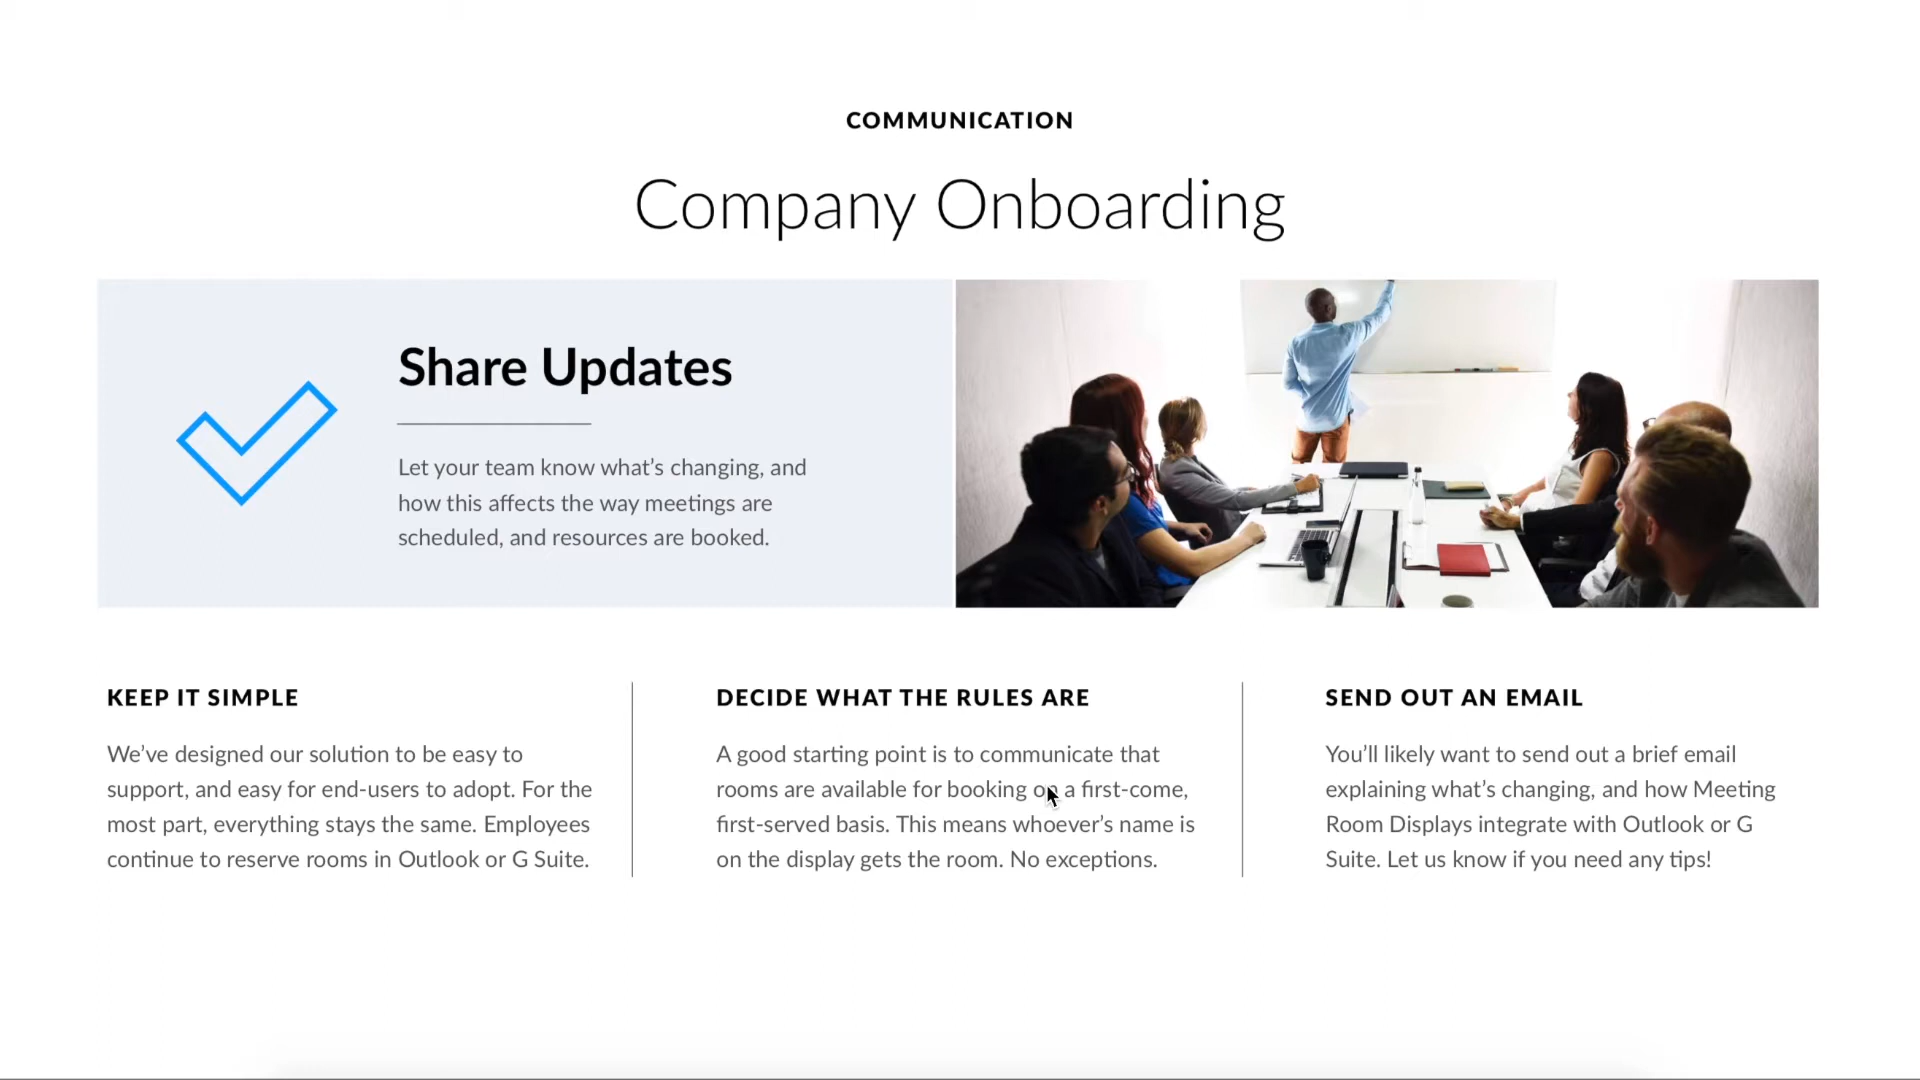 COMMUNICATION
Company Onboarding
Share Updates
Let your team know what’s changing, and
how this affects the way meetings are
scheduled, and resources are booked.
KEEP IT SIMPLE
We’ve designed our solution to be easy to
support, and easy for end-users to adopt. For the
most part, everything stays the same. Employees
continue to reserve rooms in Outlook or G Suite.
DECIDE WHAT THE RULES ARE
A good starting point is to communicate that
rooms are available for booking on a first-come,
first-served basis. This means whoever’s name is
on the display gets the room. No exceptions.
SEND OUT AN EMAIL
You’ll likely want to send out a brief email
explaining what’s changing, and how Meeting
Room Displays integrate with Outlook or G
Suite. Let us know if you need any tips!